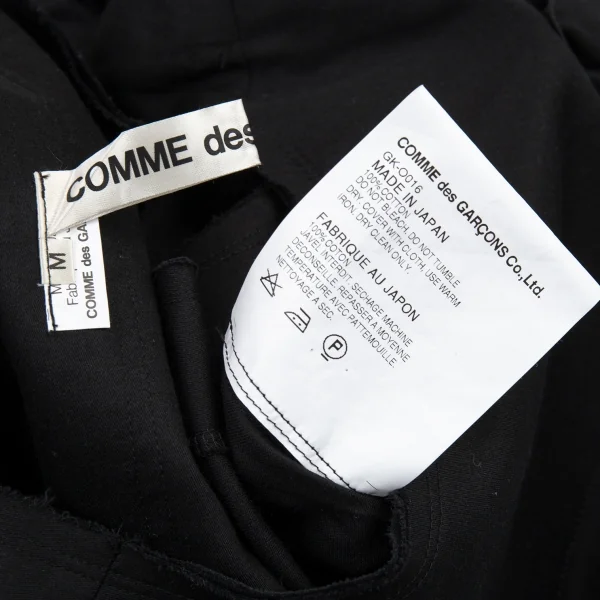 COMME des
M
M
Fab
COMME des GA
COMME des GARÇONS Co., Ltd.
GK-O016
MADE IN JAPAN
100% COTTON
DO NOT BLEACH, DO NOT TUMBLE
DRY, COVER WITH CLOTH, USE WARM
IRON, DRY CLEAN ONLY.
FABRIQUE AU JAPON
100% COTON
JAVEL INTERDIT, SECHAGE MACHINE
DECONSEILLE, REPASSER A MOYENNE
TEMPERATURE AVEC PATTEMOUILLE.
NETTOYAGE A SEC.
P